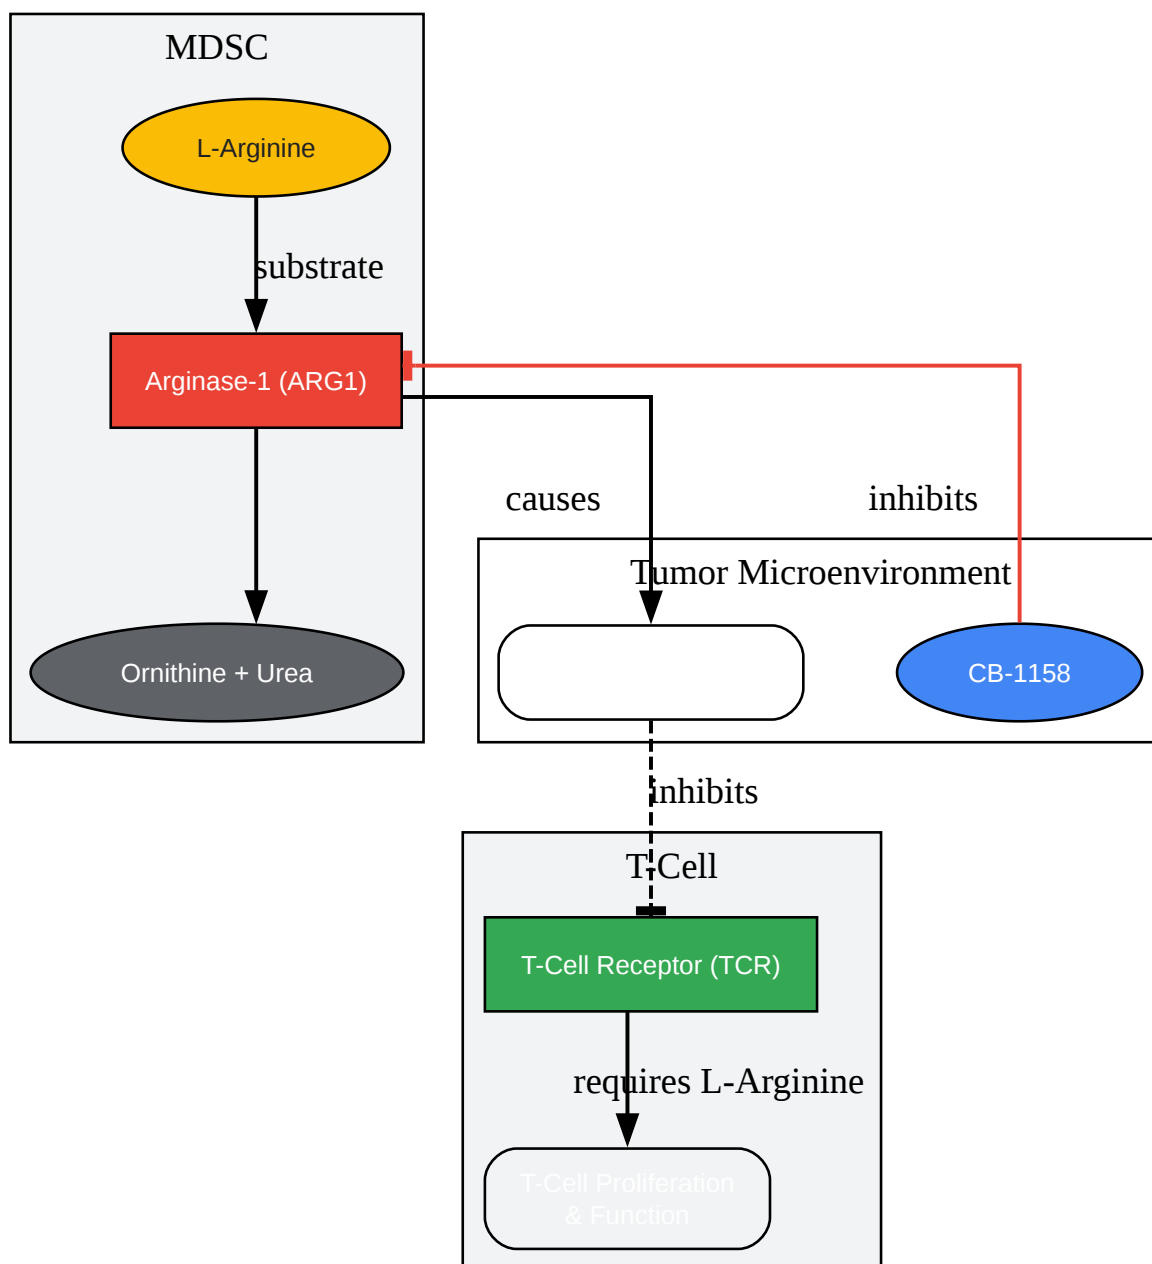 MDSC
L-Arginine
substrate
Arginase-1 (ARG1)
causes
inhibits
Tumor Microenvironment
Ornithine + Urea
CB-1158
inhibits
T-Cell
T-Cell Receptor (TCR)
requires L-Arginine
T-Cell Proliferation
& Function